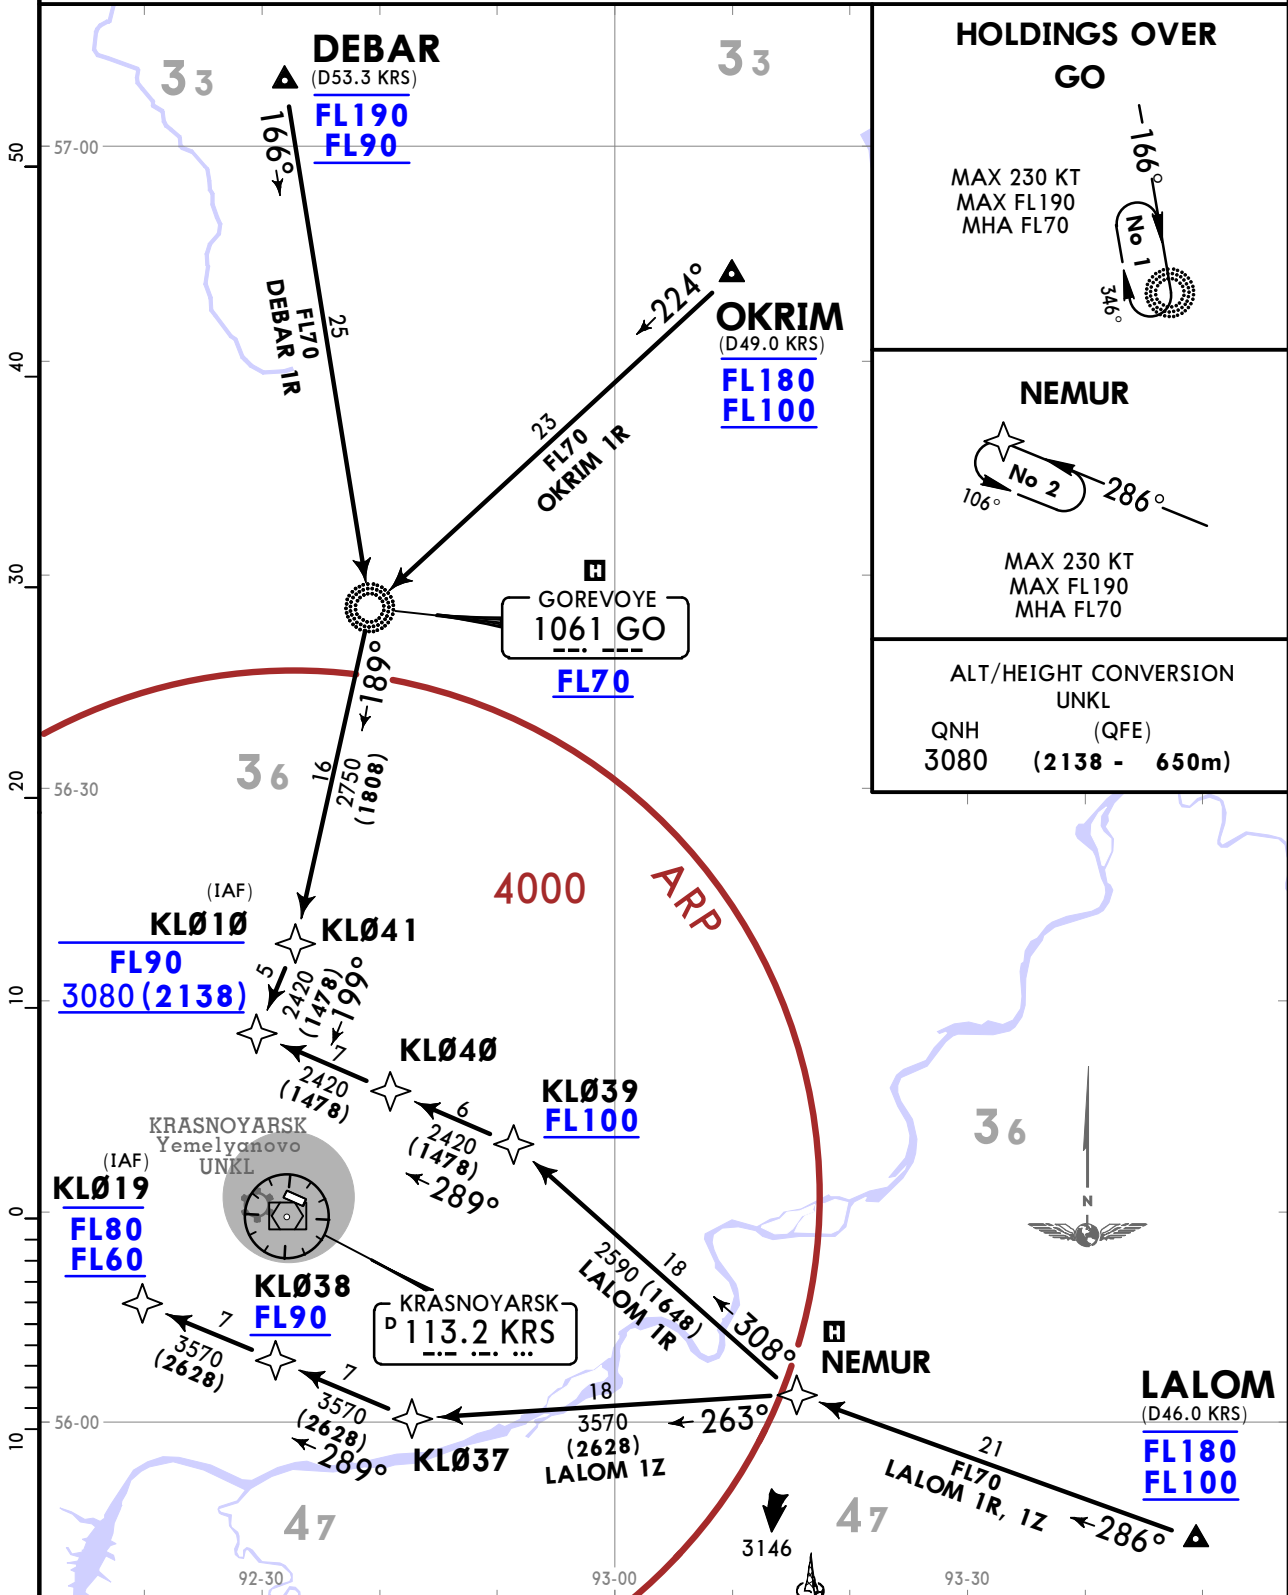 DEBAR
(D53.3 KRS)
FL190
FL90
33
33
50
57-00
166°
25
FL70
DEBAR 1R
224°
OKRIM
(D49.0 KRS)
FL180
FL100
23
FL70
OKRIM 1R
40
30
H
GOREVOYE
1061 GO
FL70
189°
16
2750
(1808)
36
20
56-30
4000
ARP
(IAF)
KLØ1Ø
FL90
3080 (2138)
KLØ41
5
2420
(1478)
199°
10
7
2420
(1478)
KLØ4Ø
6
2420
(1478)
289°
KLØ39
FL100
KRASNOYARSK
Yemelyanovo
UNKL
(IAF)
KLØ19
FL80
FL60
0
KLØ38
FL90
KRASNOYARSK
D 113.2 KRS
7
3570
(2628)
7
3570
(2628)
289°
KLØ37
18
2590 (1648)
LALOM 1R
308°
H
NEMUR
18
3570
(2628)
LALOM 1Z
263°
LALOM
(D46.0 KRS)
FL180
FL100
21
FL70
LALOM 1R, 1Z
286°
36
N
56-00
10
47
47
3146
92-30
93-00
93-30
HOLDINGS OVER
GO
166°
MAX 230 KT
MAX FL190
MHA FL70
No 1
346°
NEMUR
No 2
106°
286°
MAX 230 KT
MAX FL190
MHA FL70
ALT/HEIGHT CONVERSION
UNKL
QNH (QFE)
3080 (2138 - 650m)